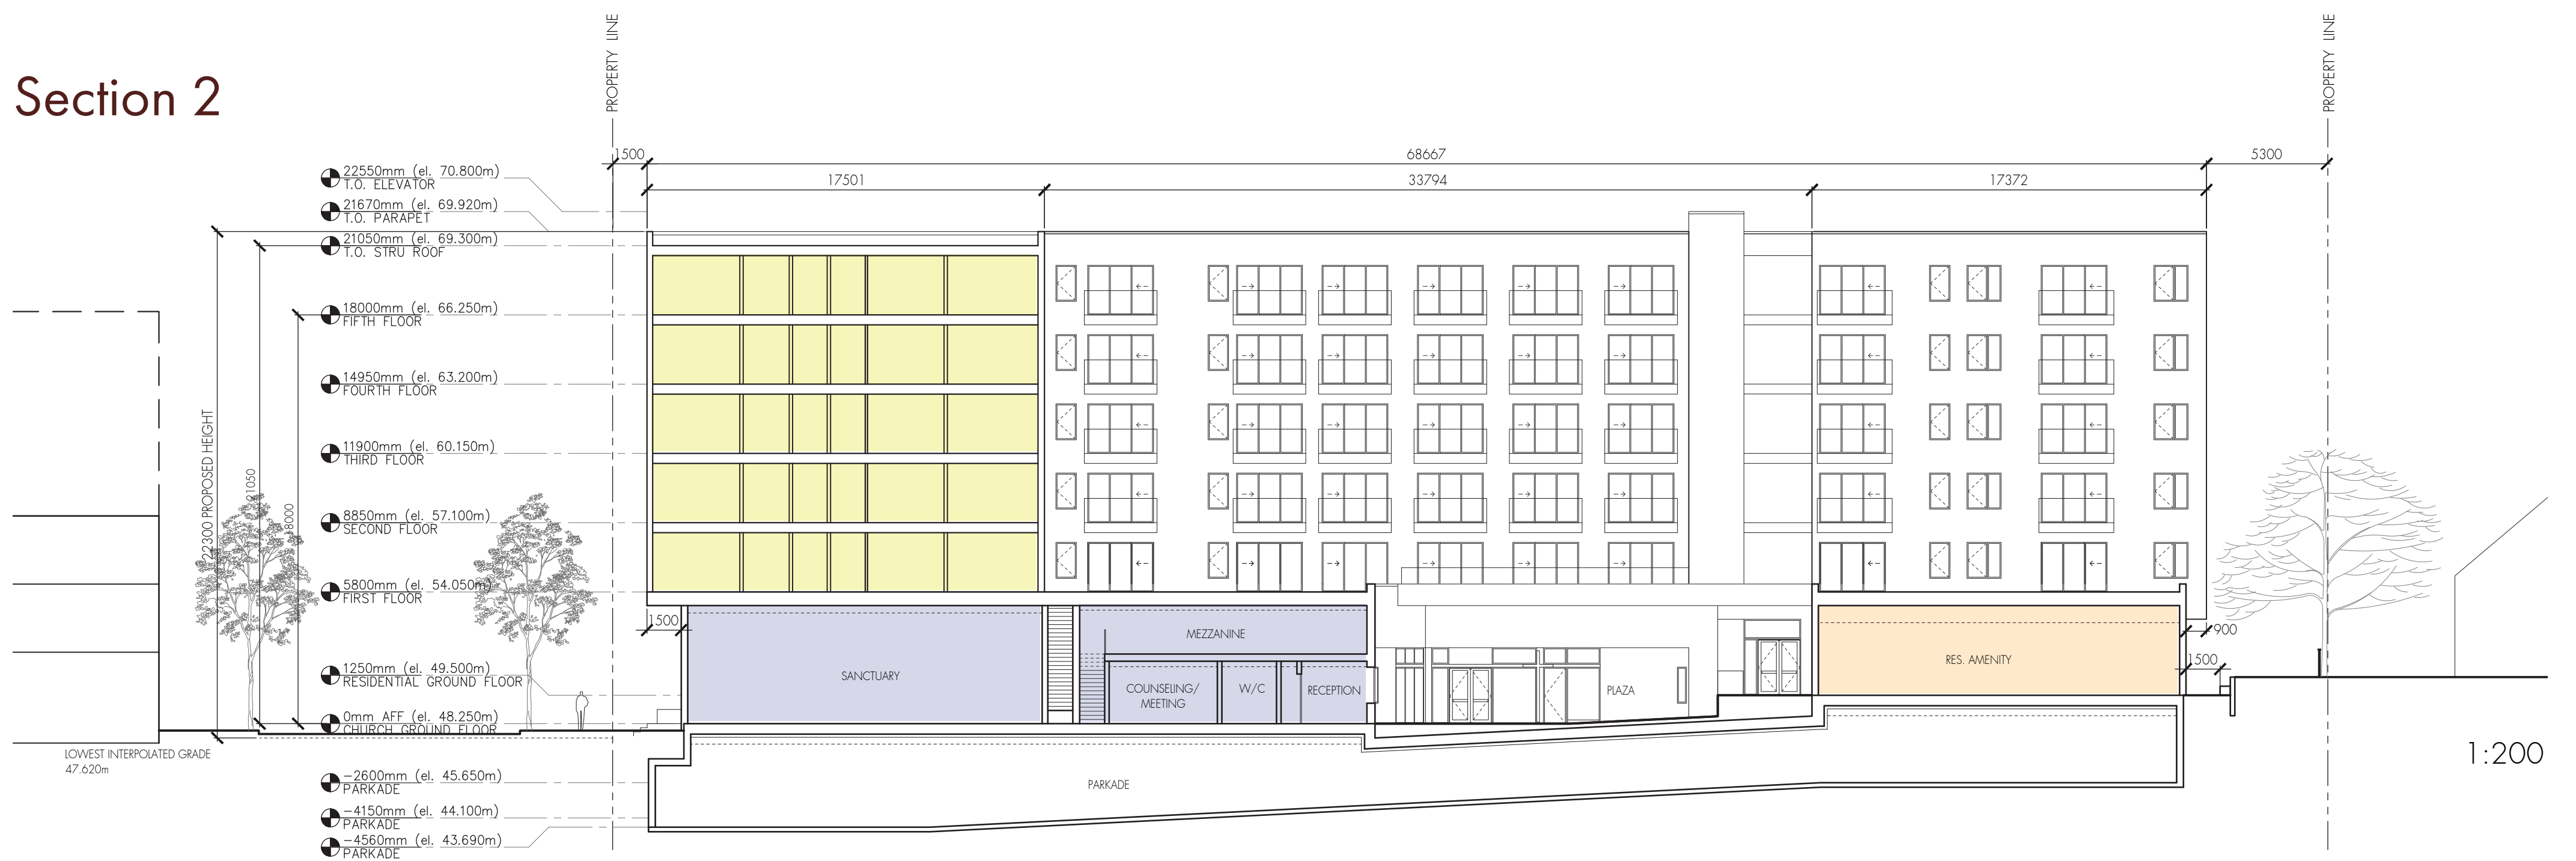 Section 2
PROPERTY LINE
PROPERTY LINE
1500
68667
5300
17501
33794
17372
22550mm (el. 70.800m)
T.O. ELEVATOR
21670mm (el. 69.920m)
T.O. PARAPET
21050mm (el. 69.300m)
T.O. STRU ROOF
18000mm (el. 66.250m)
FIFTH FLOOR
14950mm (el. 63.200m)
FOURTH FLOOR
11900mm (el. 60.150m)
THIRD FLOOR
8850mm (el. 57.100m)
SECOND FLOOR
5800mm (el. 54.050m)
FIRST FLOOR
1250mm (el. 49.500m)
RESIDENTIAL GROUND FLOOR
0mm AFF (el. 48.250m)
CHURCH GROUND FLOOR
-2600mm (el. 45.650m)
PARKADE
-4150mm (el. 44.100m)
PARKADE
-4560mm (el. 43.690m)
PARKADE
22300 PROPOSED HEIGHT
21050
18000
LOWEST INTERPOLATED GRADE
47.620m
1500
SANCTUARY
MEZZANINE
COUNSELING/
MEETING
W/C
RECEPTION
PLAZA
RES. AMENITY
900
1500
PARKADE
1:200